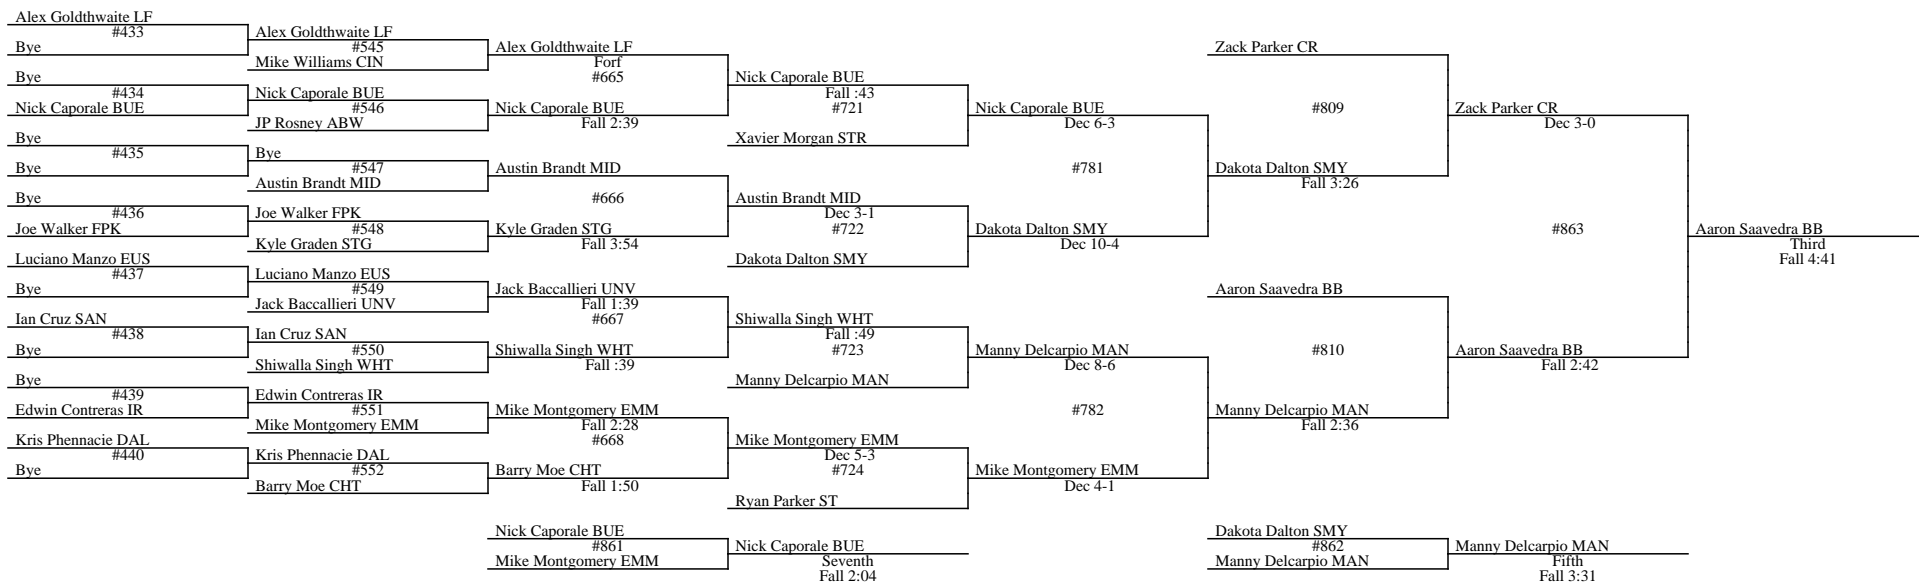 Alex Goldthwaite LF
#433
Bye
Bye
#434
Nick Caporale BUE
Bye
#435
Bye
Bye
#436
Joe Walker FPK
Luciano Manzo EUS
#437
Bye
Ian Cruz SAN
#438
Bye
Bye
#439
Edwin Contreras IR
Kris Phennacie DAL
#440
Bye
Alex Goldthwaite LF
#545
Mike Williams CIN
Nick Caporale BUE
#546
JP Rosney ABW
Bye
#547
Austin Brandt MID
Joe Walker FPK
#548
Kyle Graden STG
Luciano Manzo EUS
#549
Jack Baccallieri UNV
Ian Cruz SAN
#550
Shiwalla Singh WHT
Edwin Contreras IR
#551
Mike Montgomery EMM
Kris Phennacie DAL
#552
Barry Moe CHT
Alex Goldthwaite LF
Forf
#665
Nick Caporale BUE
Fall 2:39
Austin Brandt MID
#666
Kyle Graden STG
Fall 3:54
Jack Baccallieri UNV
Fall 1:39
#667
Shiwalla Singh WHT
Fall :39
Mike Montgomery EMM
Fall 2:28
#668
Barry Moe CHT
Fall 1:50
Nick Caporale BUE
Fall :43
#721
Xavier Morgan STR
Austin Brandt MID
Dec 3-1
#722
Dakota Dalton SMY
Shiwalla Singh WHT
Fall :49
#723
Manny Delcarpio MAN
Mike Montgomery EMM
Dec 5-3
#724
Ryan Parker ST
Nick Caporale BUE
Dec 6-3
#781
Dakota Dalton SMY
Dec 10-4
Manny Delcarpio MAN
Dec 8-6
#782
Mike Montgomery EMM
Dec 4-1
Zack Parker CR
#809
Dakota Dalton SMY
Fall 3:26
Aaron Saavedra BB
#810
Manny Delcarpio MAN
Fall 2:36
Zack Parker CR
Dec 3-0
#863
Aaron Saavedra BB
Fall 2:42
Aaron Saavedra BB
Third
Fall 4:41
Nick Caporale BUE
#861
Mike Montgomery EMM
Nick Caporale BUE
Seventh
Fall 2:04
Dakota Dalton SMY
#862
Manny Delcarpio MAN
Manny Delcarpio MAN
Fifth
Fall 3:31